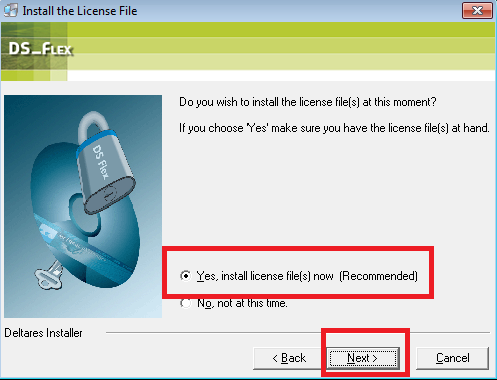 Install the License File
DS_FLEX
Do you wish to install the license file(s) at this moment?
If you choose 'Yes' make sure you have the license file(s) at hand.
DS Flex
Yes, install license file(s) now (Recommended)
No, not at this time.
Deltares Installer
< Back
Next >
Cancel